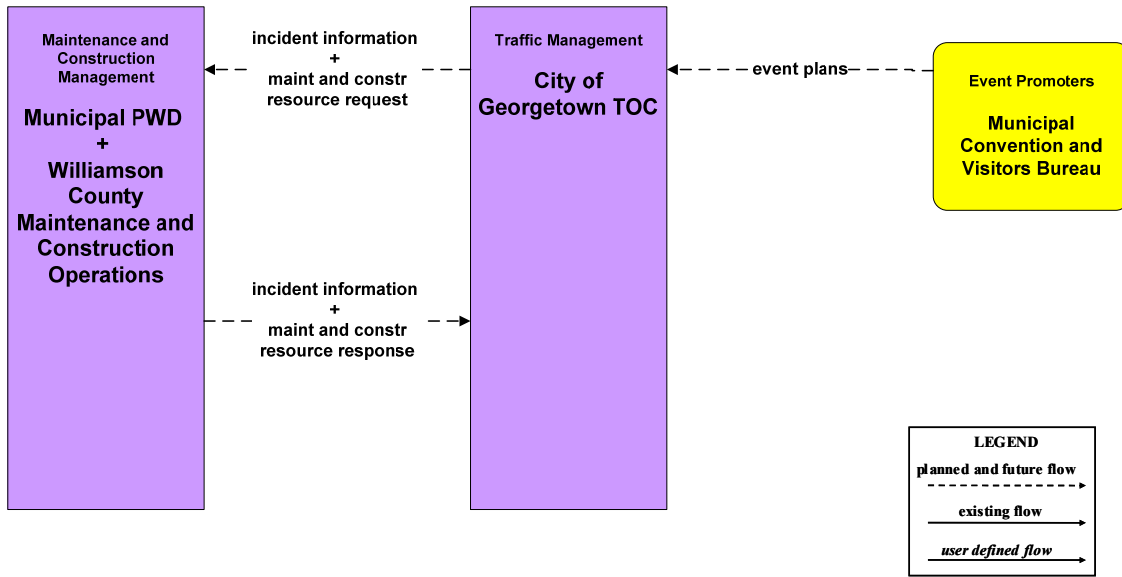 Maintenance and
Construction
Management
Municipal PWD
+
Williamson
County
Maintenance and
Construction
Operations
incident information
+
maint and constr
resource request
incident information
+
maint and constr
resource response
Traffic Management
City of
Georgetown TOC
event plans
Event Promoters
Municipal
Convention and
Visitors Bureau
LEGEND
planned and future flow
existing flow
user defined flow